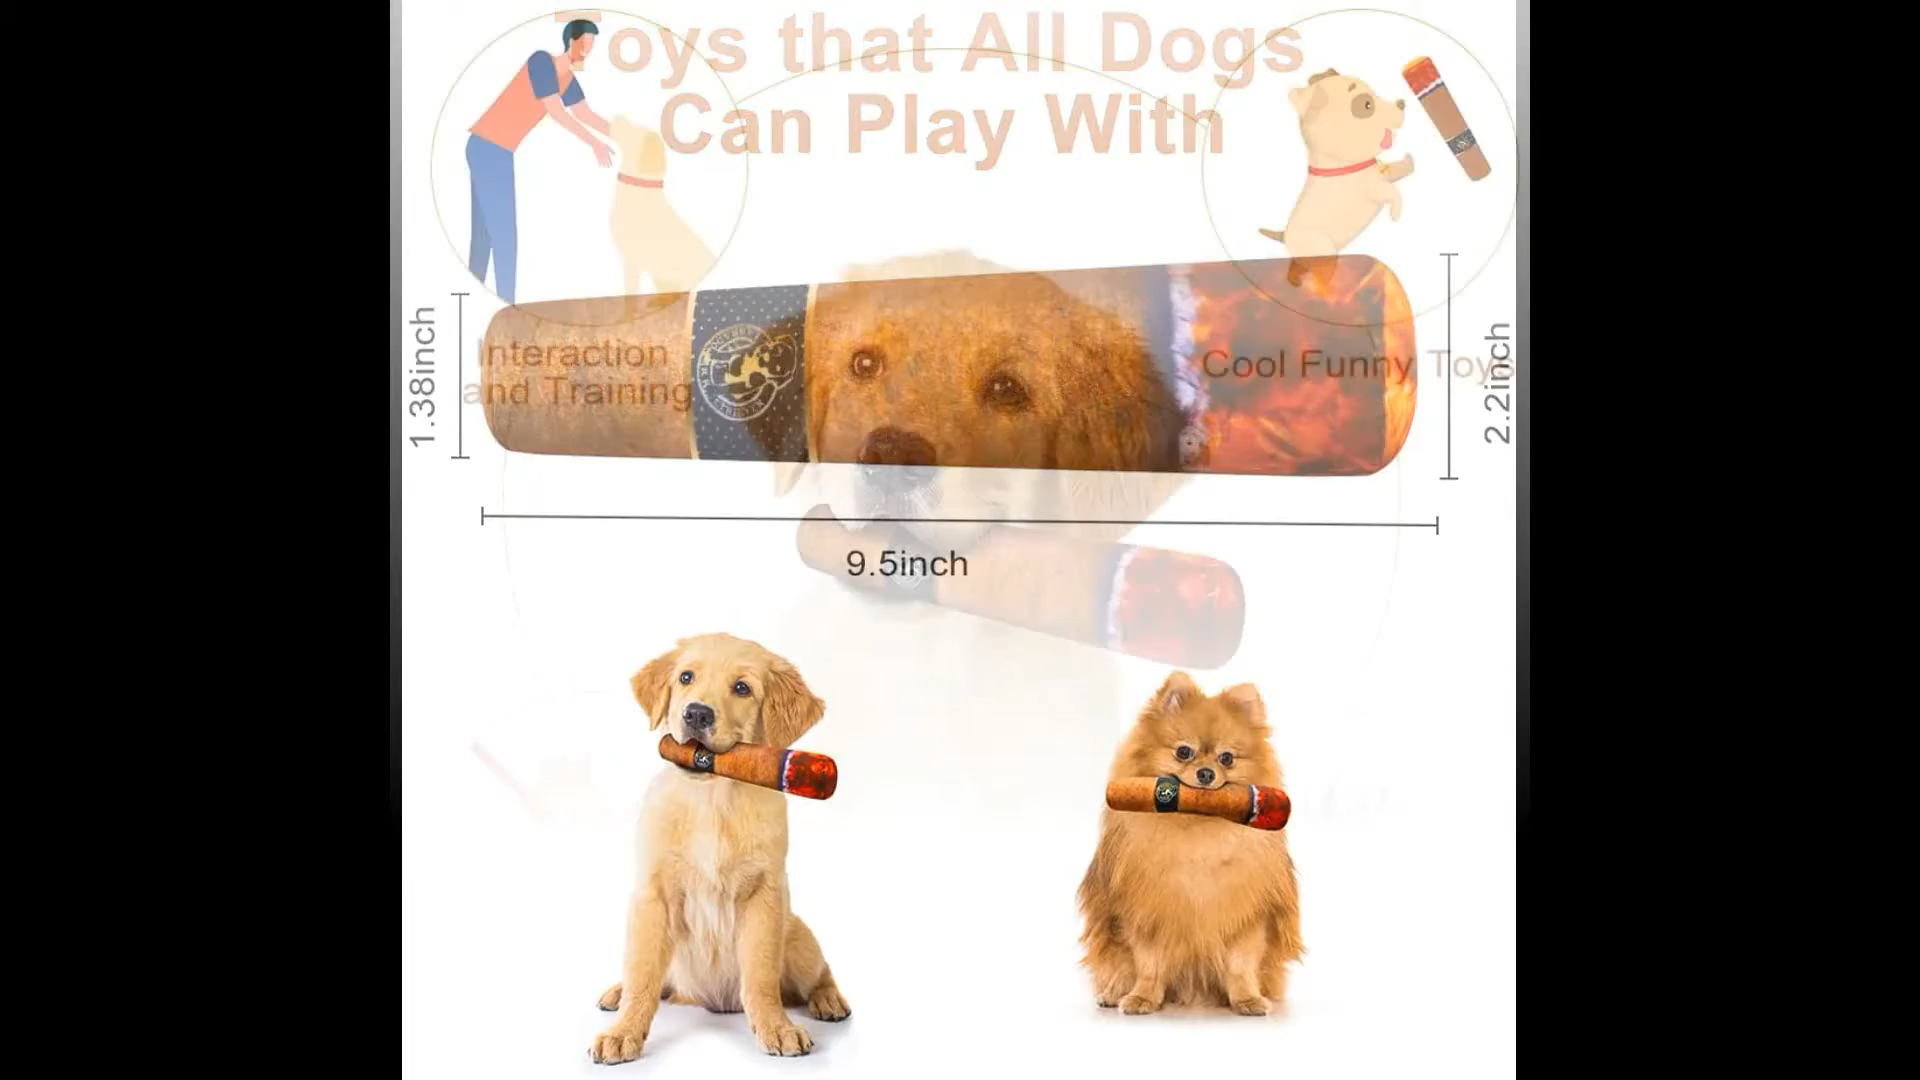 Toys that All Dogs
Can Play With
1.38inch
Interaction
and Training
Cool Funny Toys
2.2inch
9.5inch